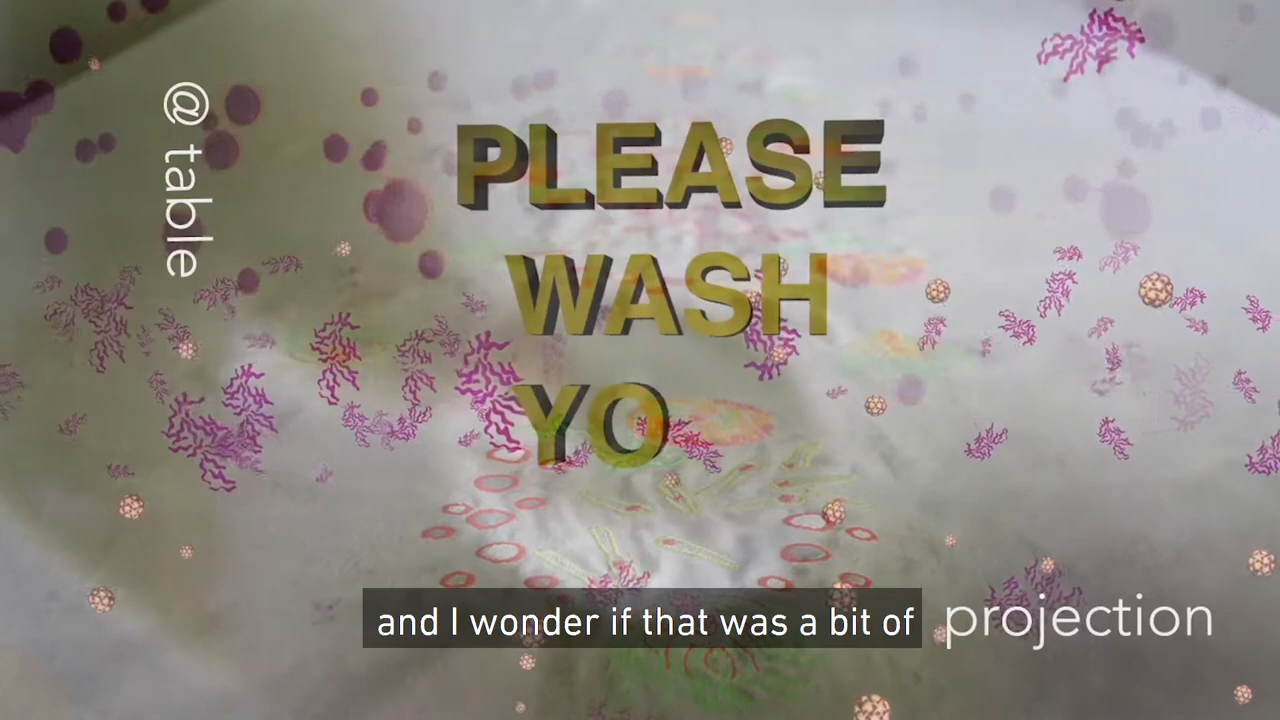 @ table
PLEASE
WASH
YO
and I wonder if that was a bit of
projection